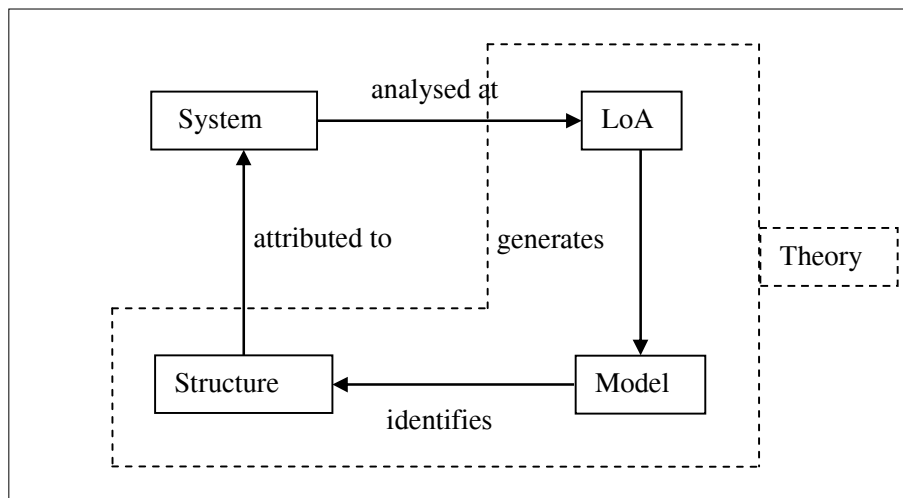 analysed at
System
LoA
attributed to
generates
Theory
Structure
Model
identifies